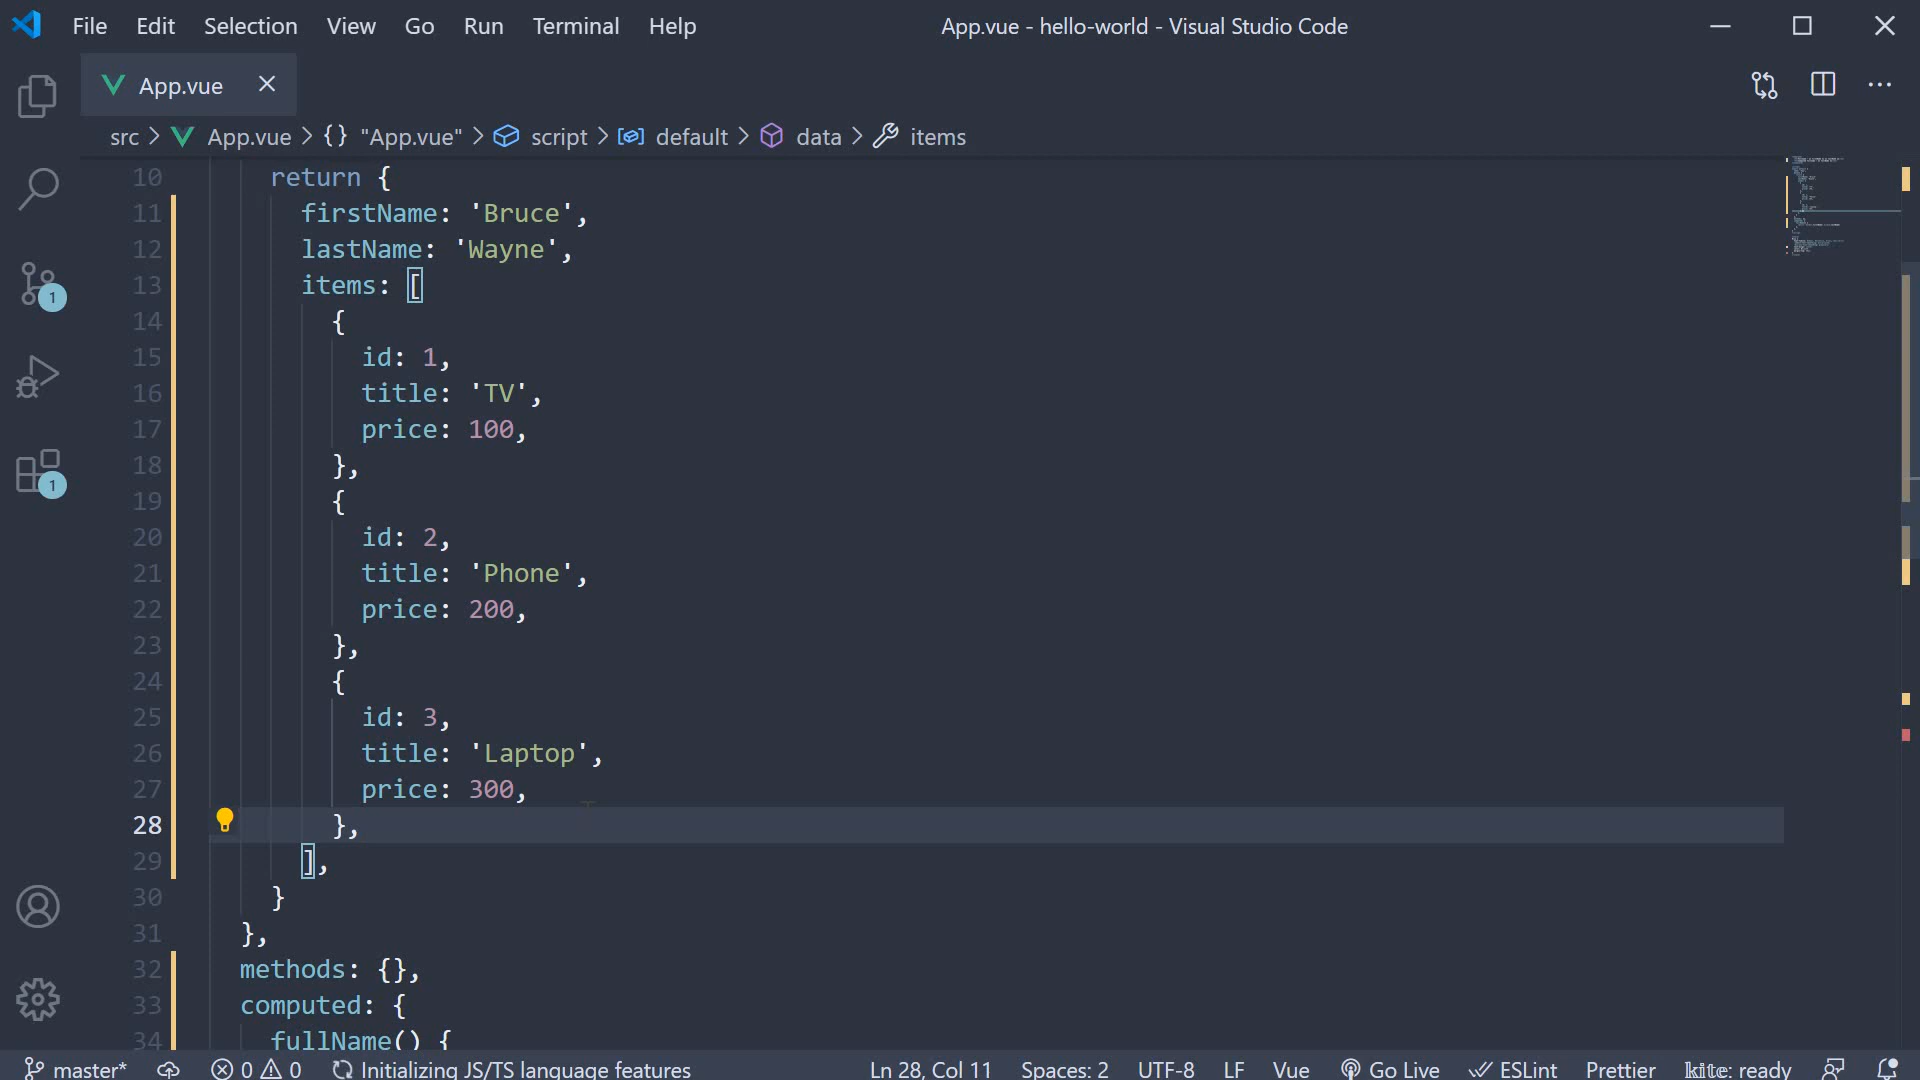 File Edit Selection View Go Run Terminal Help App.vue - hello-world - Visual Studio Code
App.vue
src > App.vue > {} "App.vue" > script > default > data > items
10 return {
11 firstName: 'Bruce',
12 lastName: 'Wayne',
13 items: [
14 {
15 id: 1,
16 title: 'TV',
17 price: 100,
18 },
19 {
20 id: 2,
21 title: 'Phone',
22 price: 200,
23 },
24 {
25 id: 3,
26 title: 'Laptop',
27 price: 300,
28 },
29 ],
30 }
31 },
32 methods: {},
33 computed: {
34 fullName() {
1
1
master* 0 0 Initializing JS/TS language features Ln 28, Col 11 Spaces: 2 UTF-8 LF Vue Go Live ESLint Prettier kite: ready